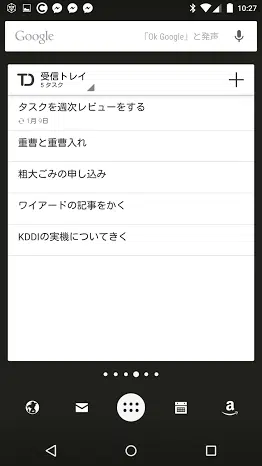 10:27
Google
「Ok Google」と発声
TD
受信トレイ
5 タスク
タスクを週次レビューをする
1月 9日
重曹と重曹入れ
粗大ごみの申し込み
ワイアードの記事をかく
KDDIの実機についてきく